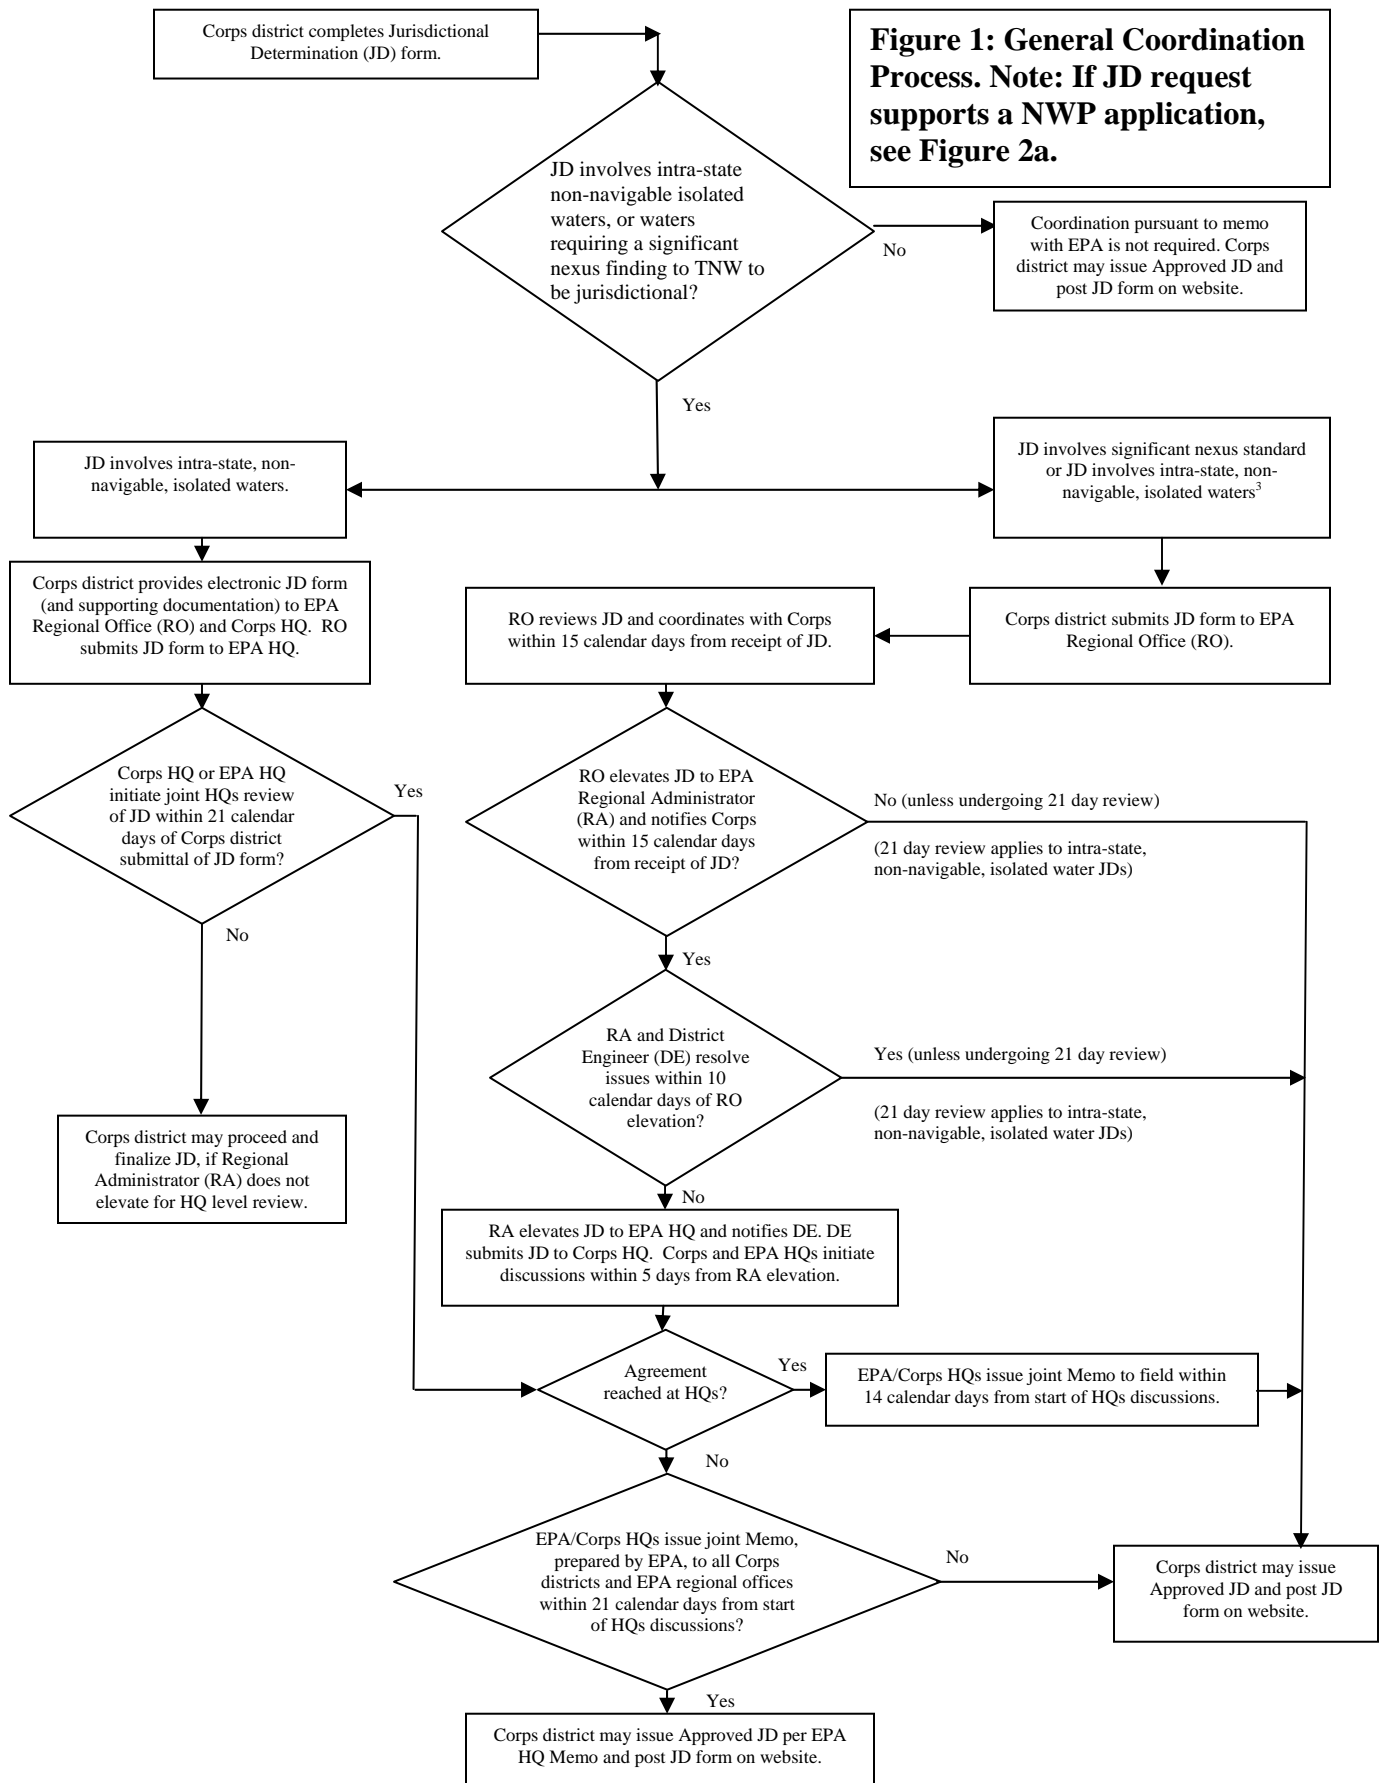 Corps district completes Jurisdictional
Determination (JD) form.
Figure 1: General Coordination
Process. Note: If JD request
supports a NWP application,
see Figure 2a.
JD involves intra-state
non-navigable isolated
waters, or waters
requiring a significant
nexus finding to TNW to
be jurisdictional?
No
Coordination pursuant to memo
with EPA is not required. Corps
district may issue Approved JD and
post JD form on website.
Yes
JD involves intra-state, non-
navigable, isolated waters.
JD involves significant nexus standard
or JD involves intra-state, non-
navigable, isolated waters³
Corps district provides electronic JD form
(and supporting documentation) to EPA
Regional Office (RO) and Corps HQ. RO
submits JD form to EPA HQ.
RO reviews JD and coordinates with Corps
within 15 calendar days from receipt of JD.
Corps district submits JD form to EPA
Regional Office (RO).
Corps HQ or EPA HQ
initiate joint HQs review
of JD within 21 calendar
days of Corps district
submittal of JD form?
Yes
No
RO elevates JD to EPA
Regional Administrator
(RA) and notifies Corps
within 15 calendar days
from receipt of JD?
No (unless undergoing 21 day review)
(21 day review applies to intra-state,
non-navigable, isolated water JDs)
Yes
RA and District
Engineer (DE) resolve
issues within 10
calendar days of RO
elevation?
Yes (unless undergoing 21 day review)
(21 day review applies to intra-state,
non-navigable, isolated water JDs)
No
Corps district may proceed and
finalize JD, if Regional
Administrator (RA) does not
elevate for HQ level review.
RA elevates JD to EPA HQ and notifies DE. DE
submits JD to Corps HQ. Corps and EPA HQs initiate
discussions within 5 days from RA elevation.
Agreement
reached at HQs?
Yes
EPA/Corps HQs issue joint Memo to field within
14 calendar days from start of HQs discussions.
No
EPA/Corps HQs issue joint Memo,
prepared by EPA, to all Corps
districts and EPA regional offices
within 21 calendar days from start
of HQs discussions?
No
Corps district may issue
Approved JD and post JD
form on website.
Yes
Corps district may issue Approved JD per EPA
HQ Memo and post JD form on website.